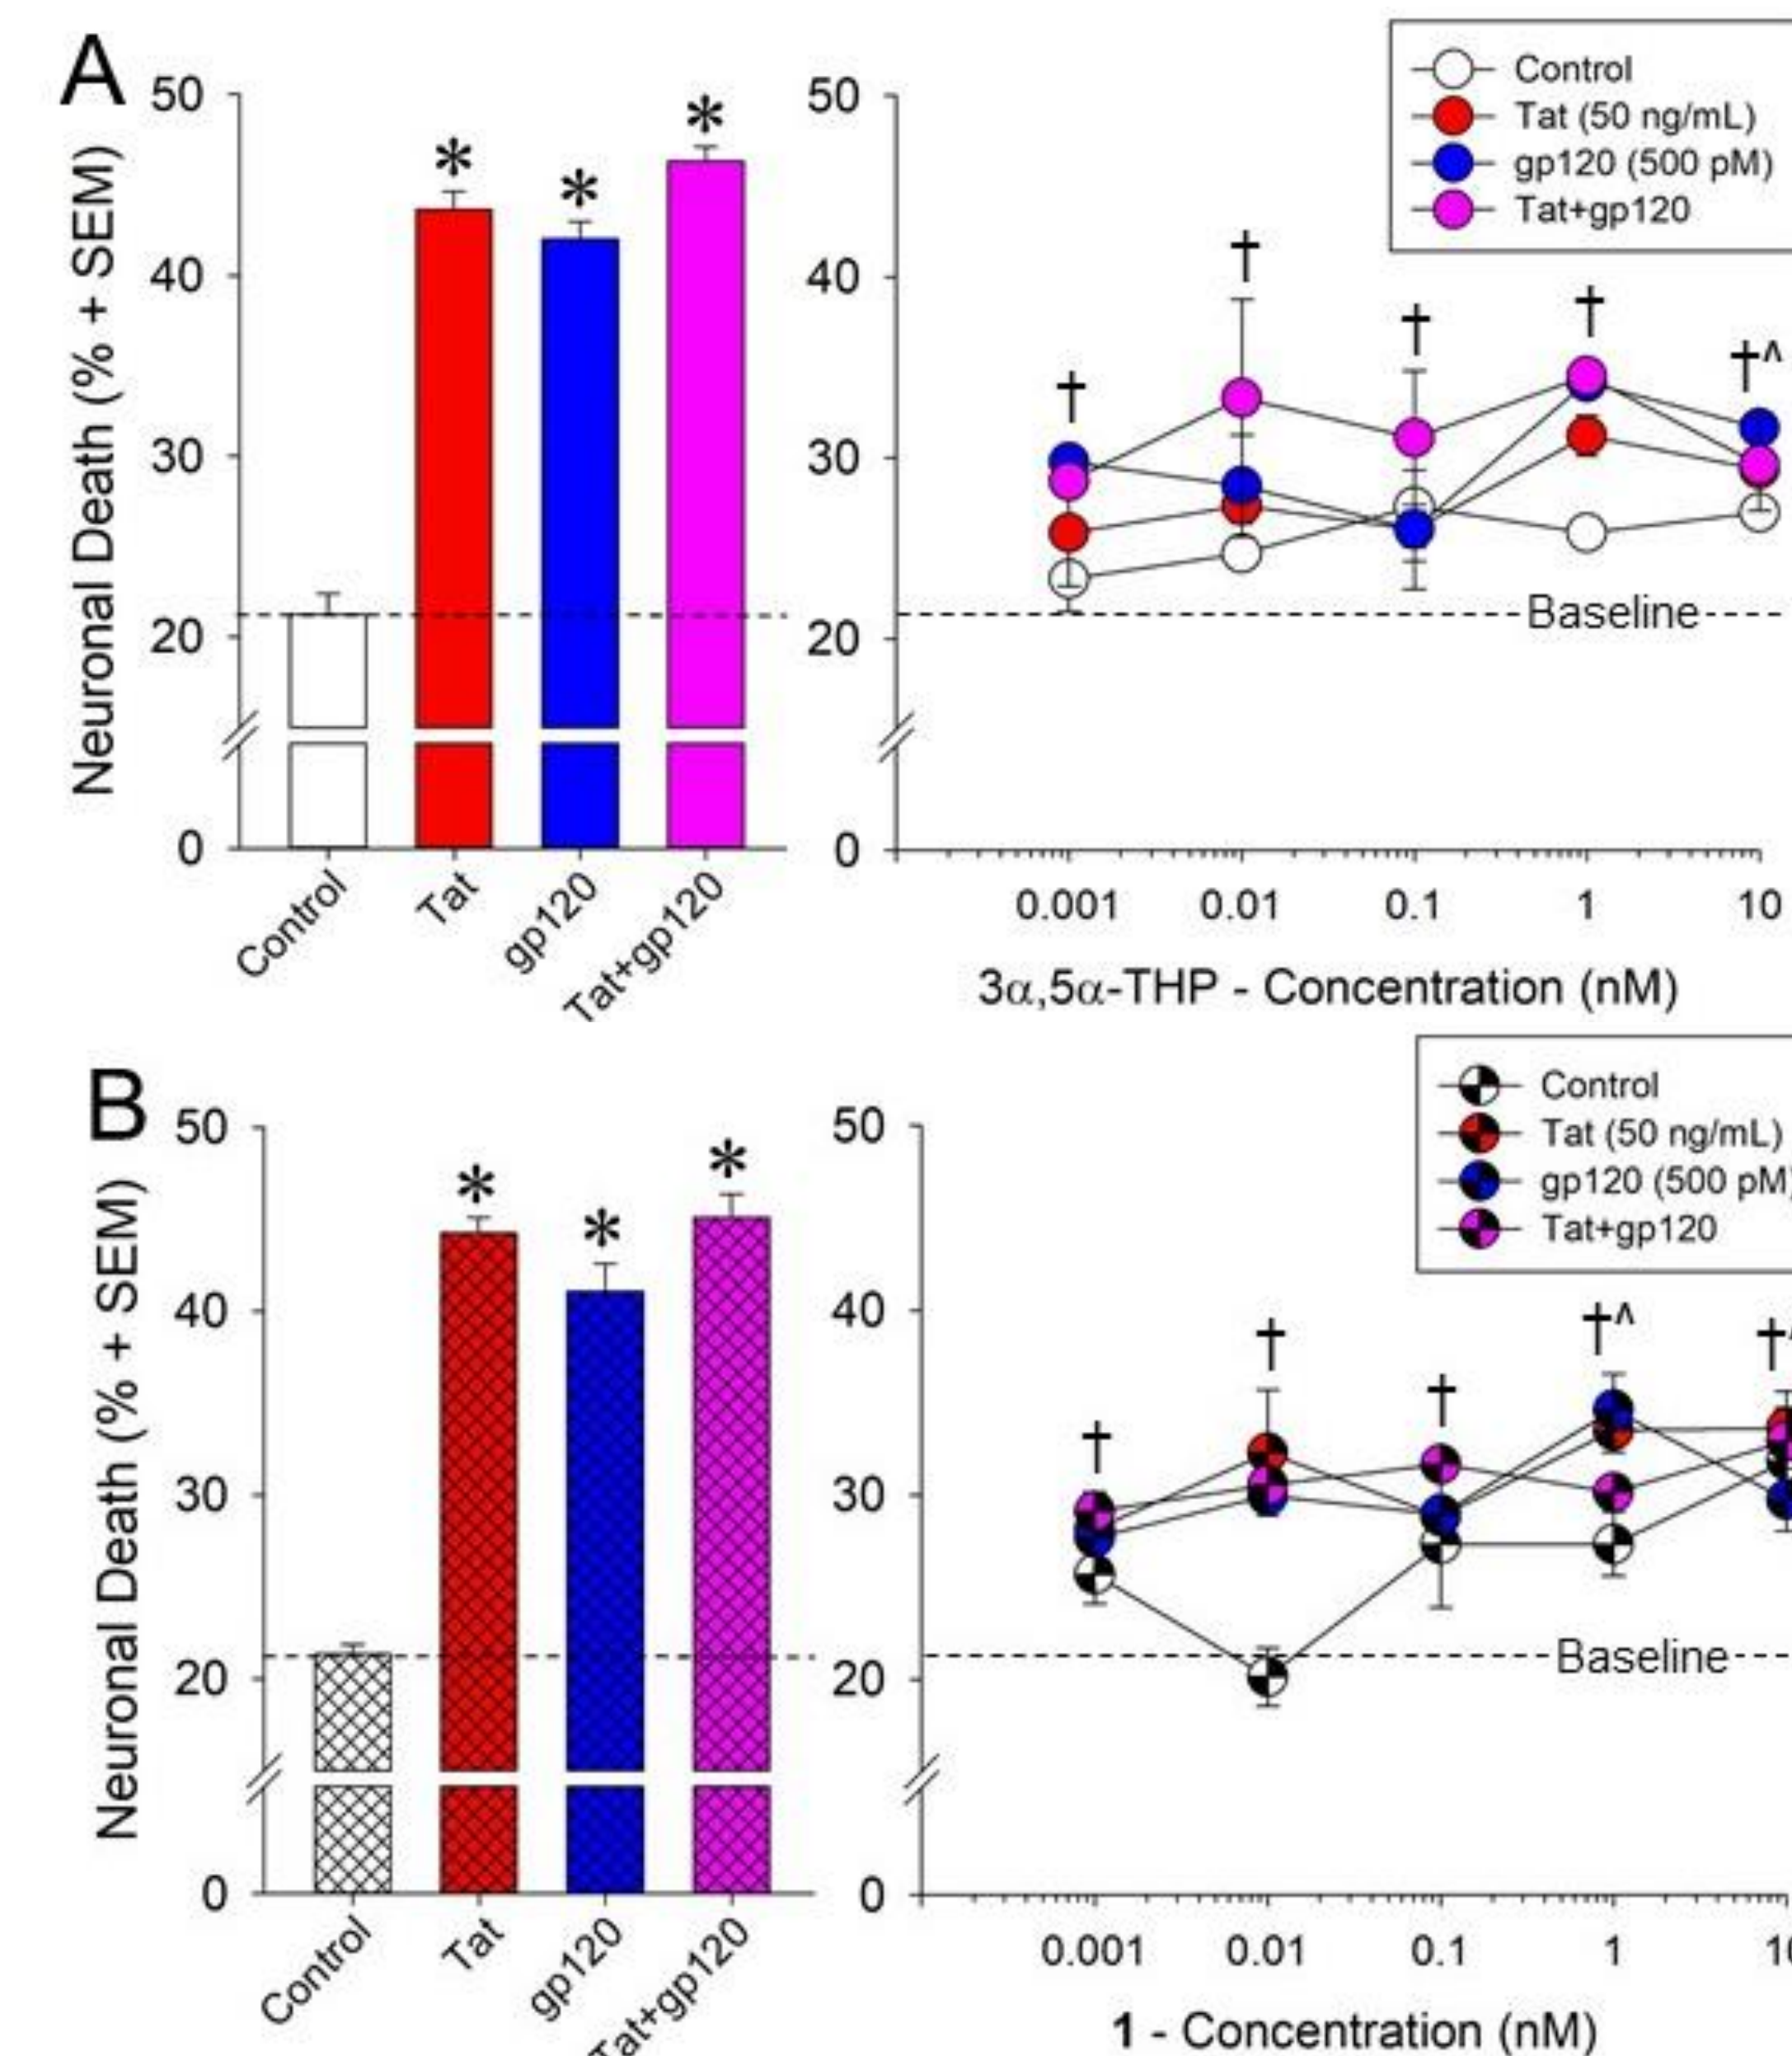 A
Neuronal Death (% + SEM)
50
40
30
20
0
*
*
*
Control
Tat
gp120
Tat+gp120
50
40
30
20
0
Control
Tat (50 ng/mL)
gp120 (500 pM)
Tat+gp120
†
†
†
†
†^
Baseline
0.001 0.01 0.1 1 10
3α,5α-THP - Concentration (nM)
B
Neuronal Death (% + SEM)
50
40
30
20
0
*
*
*
Control
Tat
gp120
Tat+gp120
50
40
30
20
0
Control
Tat (50 ng/mL)
gp120 (500 pM)
Tat+gp120
†
†
†
†^
†^
Baseline
0.001 0.01 0.1 1 10
1 - Concentration (nM)